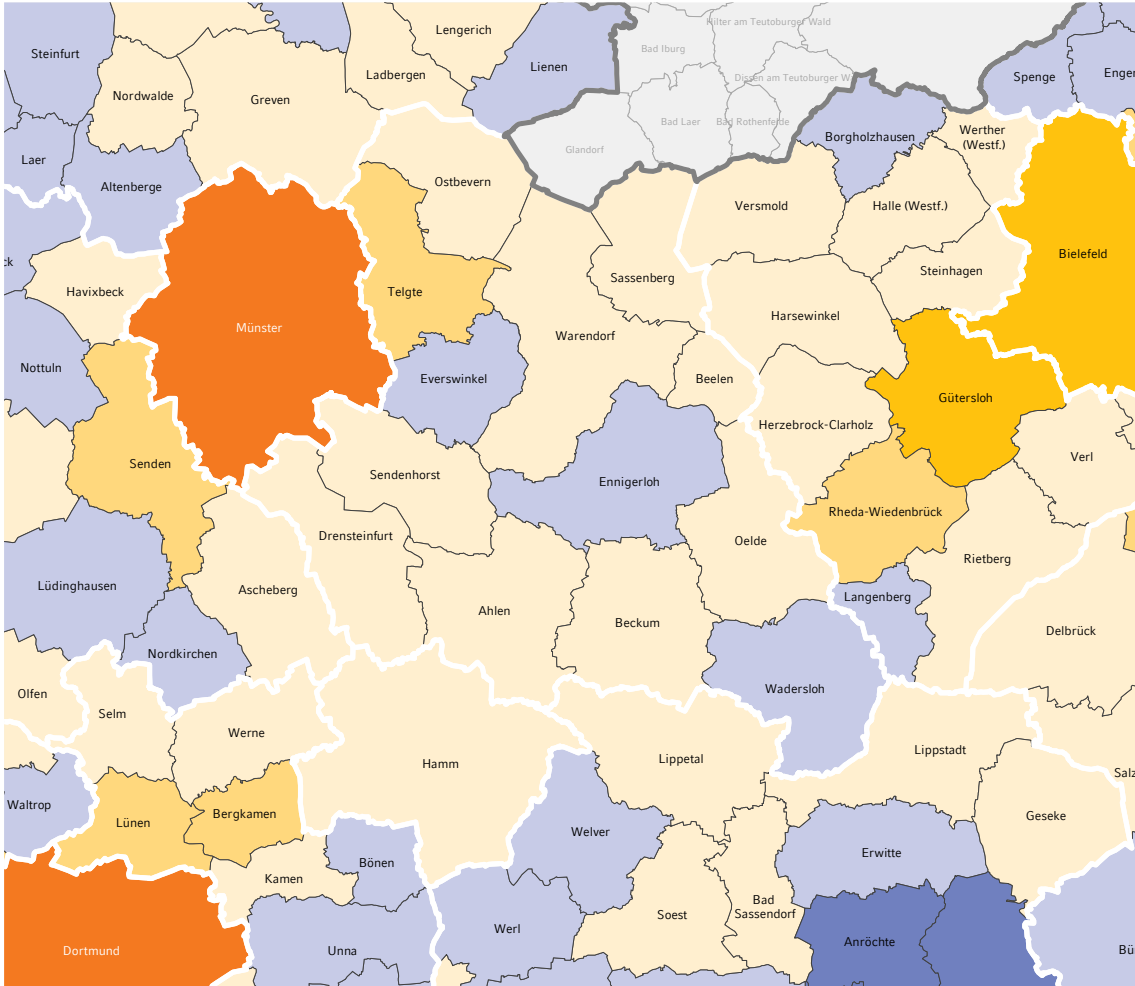 Lengerich
Hilter am Teutoburger Wald
Steinfurt
Bad Iburg
Lienen
Ladbergen
Spenge
Enger
Dissen am Teutoburger W
Nordwalde
Greven
Bad Laer
Bad Rothenfelde
Borgholzhausen
Werther
(Westf.)
Glandorf
Laer
Altenberge
Ostbevern
Versmold
Halle (Westf.)
Bielefeld
ck
Steinhagen
Sassenberg
Havixbeck
Telgte
Harsewinkel
Münster
Warendorf
Nottuln
Everswinkel
Beelen
Gütersloh
Herzebrock-Clarholz
Verl
Senden
Sendenhorst
Ennigerloh
Rheda-Wiedenbrück
Drensteinfurt
Oelde
Rietberg
Lüdinghausen
Ascheberg
Langenberg
Ahlen
Beckum
Delbrück
Nordkirchen
Wadersloh
Olfen
Selm
Werne
Lippstadt
Hamm
Lippetal
Salz
Waltrop
Lünen
Bergkamen
Geseke
Welver
Bönen
Erwitte
Kamen
Bad
Sassendorf
Soest
Werl
Anröchte
Dortmund
Unna
Bü